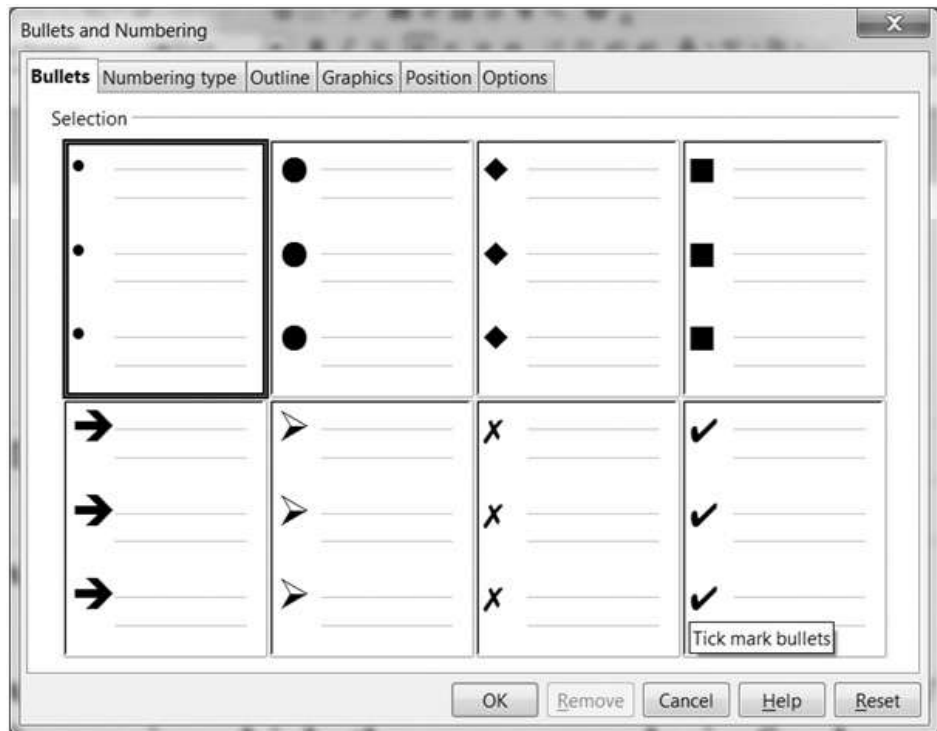 Bullets and Numbering
Bullets Numbering type Outline Graphics Position Options
Selection
Tick mark bullets
OK Remove Cancel Help Reset